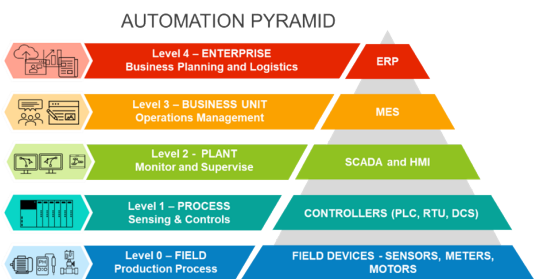 AUTOMATION PYRAMID
Level 4 – ENTERPRISE
Business Planning and Logistics
ERP
Level 3 – BUSINESS UNIT
Operations Management
MES
Level 2 - PLANT
Monitor and Supervise
SCADA and HMI
Level 1 – PROCESS
Sensing & Controls
CONTROLLERS (PLC, RTU, DCS)
Level 0 – FIELD
Production Process
FIELD DEVICES - SENSORS, METERS,
MOTORS